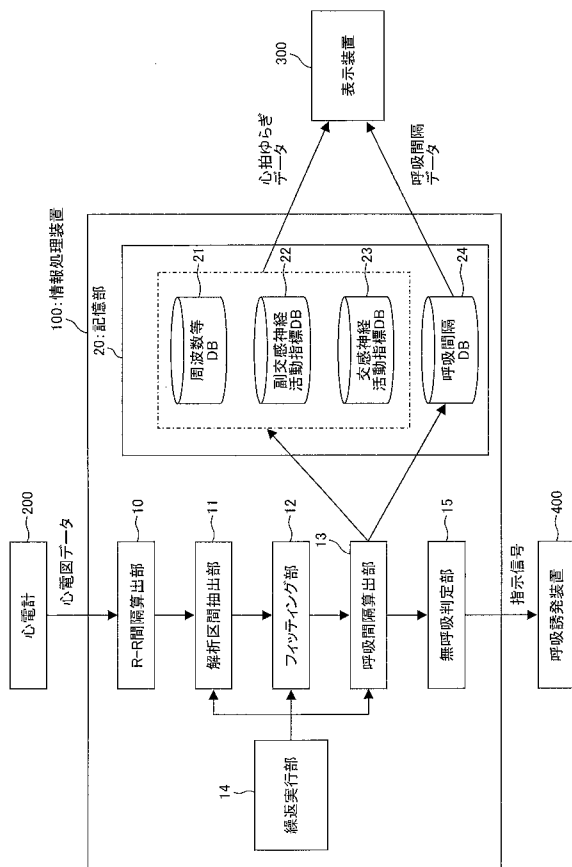 200
心電計
心電図データ
100:情報処理装置
20:記憶部
10
R-R間隔算出部
11
解析区間抽出部
12
フィッティング部
13
呼吸間隔算出部
15
無呼吸判定部
14
繰返実行部
21
周波数等
DB
22
副交感神経
活動指標DB
23
交感神経
活動指標DB
24
呼吸間隔
DB
心拍ゆらぎ
データ
呼吸間隔
データ
300
表示装置
指示信号
400
呼吸誘発装置